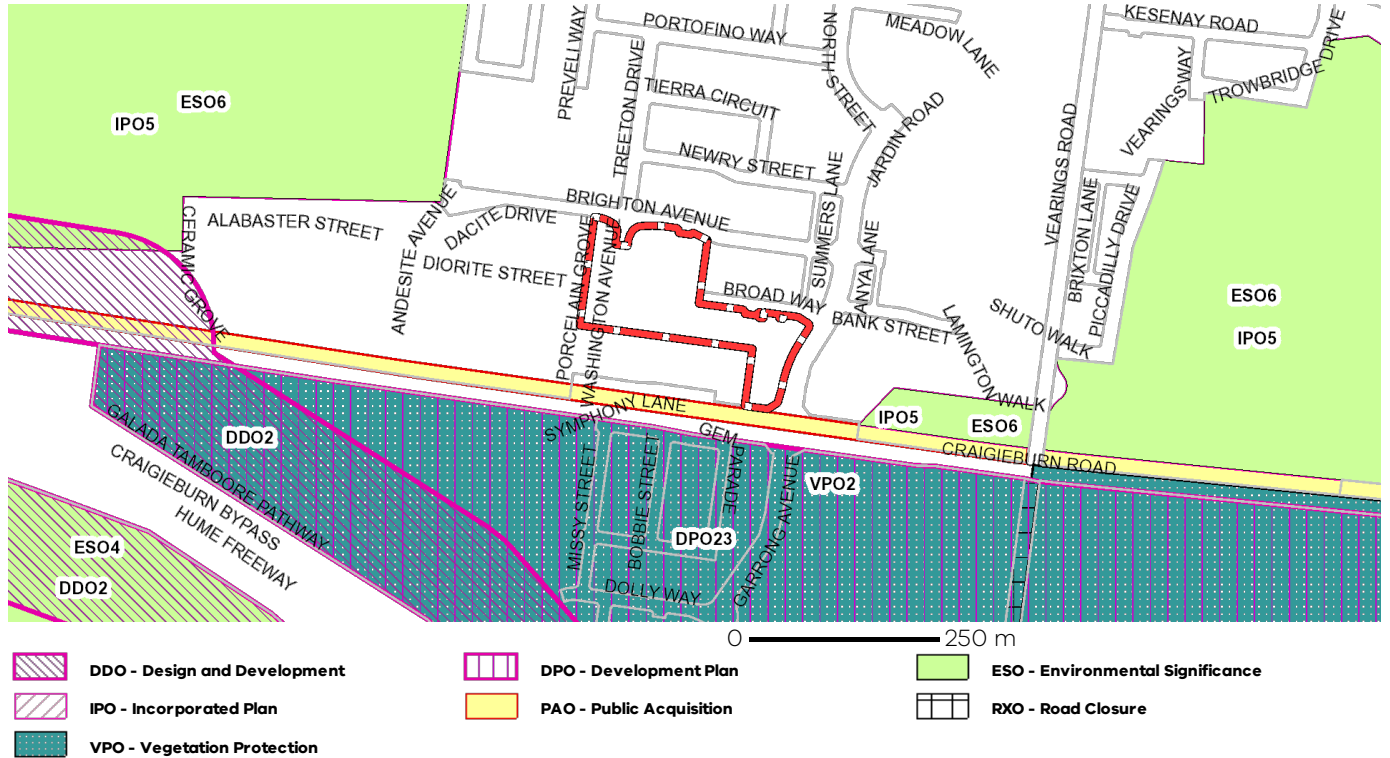 KESENAY ROAD
PORTOFINO WAY
MEADOW LANE
PREVELI WAY
TREETON DRIVE
NORTH STREET
VEARINGS WAY
TROWBRIDGE DRIVE
TIERRA CIRCUIT
ESO6
IPO5
JARDIN ROAD
VEARINGS ROAD
NEWRY STREET
SUMMERS LANE
BRIGHTON AVENUE
ALABASTER STREET
CERAMIC GROVE
ANDESITE AVENUE
DACITE DRIVE
DIORITE STREET
PORCELAIN GROVE
WASHINGTON AVENUE
BROAD WAY
ANYA LANE
BANK STREET
LAMINGTON WALK
SHUTO WALK
BRIXTON LANE
PICCADILLY DRIVE
ESO6
IPO5
SYMPHONY LANE
IPO5
ESO6
CRAIGIEBURN ROAD
GEM PARADE
DDO2
GALADA TAMBOORE PATHWAY
CRAIGIEBURN BYPASS
HUME FREEWAY
MISSY STREET
BOBBIE STREET
GARRONG AVENUE
VPO2
DPO23
DOLLY WAY
ESO4
DDO2
0 250 m
DDO - Design and Development
DPO - Development Plan
ESO - Environmental Significance
IPO - Incorporated Plan
PAO - Public Acquisition
RXO - Road Closure
VPO - Vegetation Protection